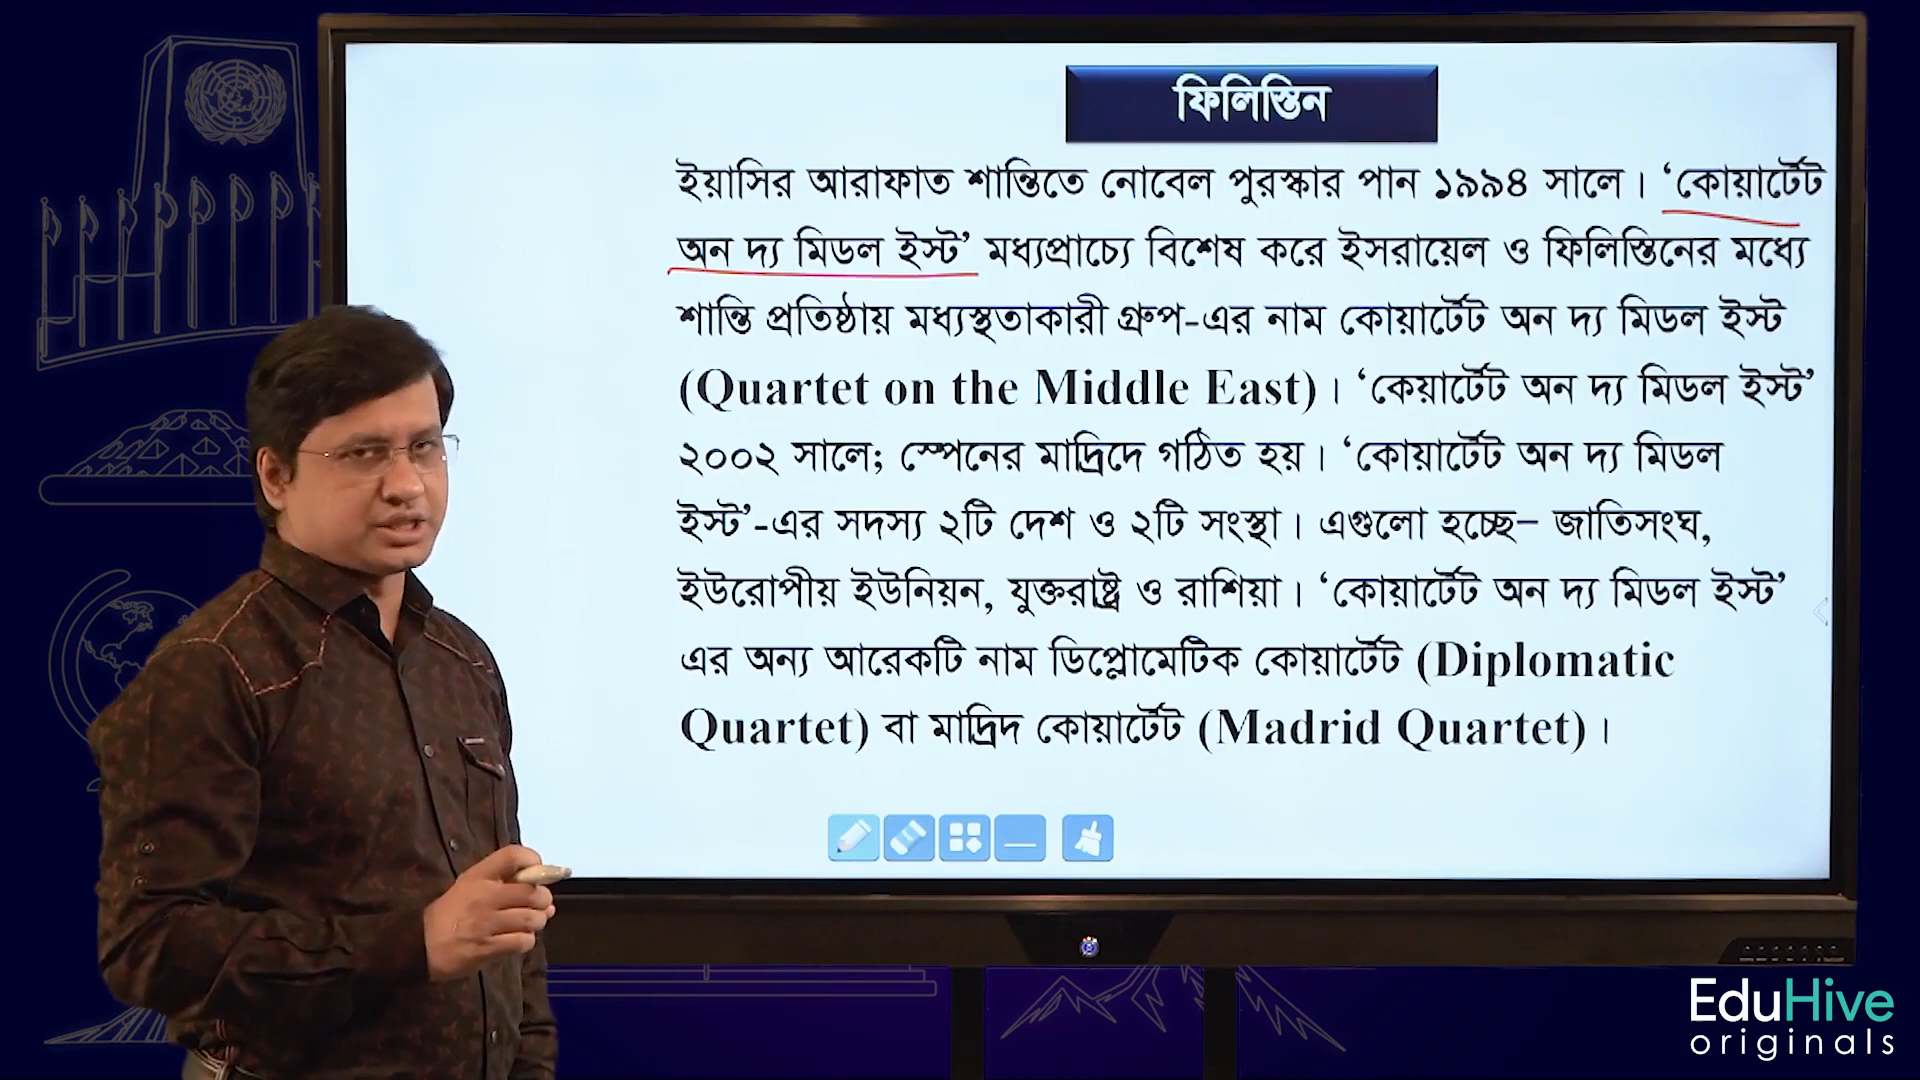 ফিলিস্তিন
ইয়াসির আরাফাত শান্তিতে নোবেল পুরস্কার পান ১৯৯৪ সালে। ‘কোয়ার্টেট
অন দ্য মিডল ইস্ট’ মধ্যপ্রাচ্যে বিশেষ করে ইসরায়েল ও ফিলিস্তিনের মধ্যে
শান্তি প্রতিষ্ঠায় মধ্যস্থতাকারী গ্রুপ-এর নাম কোয়ার্টেট অন দ্য মিডল ইস্ট
(Quartet on the Middle East)। ‘কেয়ার্টেট অন দ্য মিডল ইস্ট’
২০০২ সালে; স্পেনের মাদ্রিদে গঠিত হয়। ‘কোয়ার্টেট অন দ্য মিডল
ইস্ট’-এর সদস্য ২টি দেশ ও ২টি সংস্থা। এগুলো হচ্ছে– জাতিসংঘ,
ইউরোপীয় ইউনিয়ন, যুক্তরাষ্ট্র ও রাশিয়া। ‘কোয়ার্টেট অন দ্য মিডল ইস্ট’
এর অন্য আরেকটি নাম ডিপ্লোমেটিক কোয়ার্টেট (Diplomatic
Quartet) বা মাদ্রিদ কোয়ার্টেট (Madrid Quartet)।
EduHive
originals